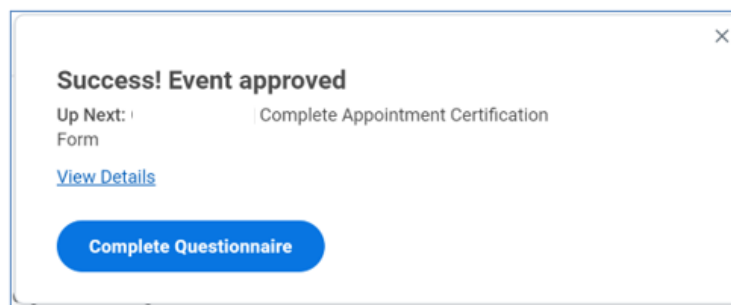 Success! Event approved
Up Next: Complete Appointment Certification
Form
View Details
Complete Questionnaire